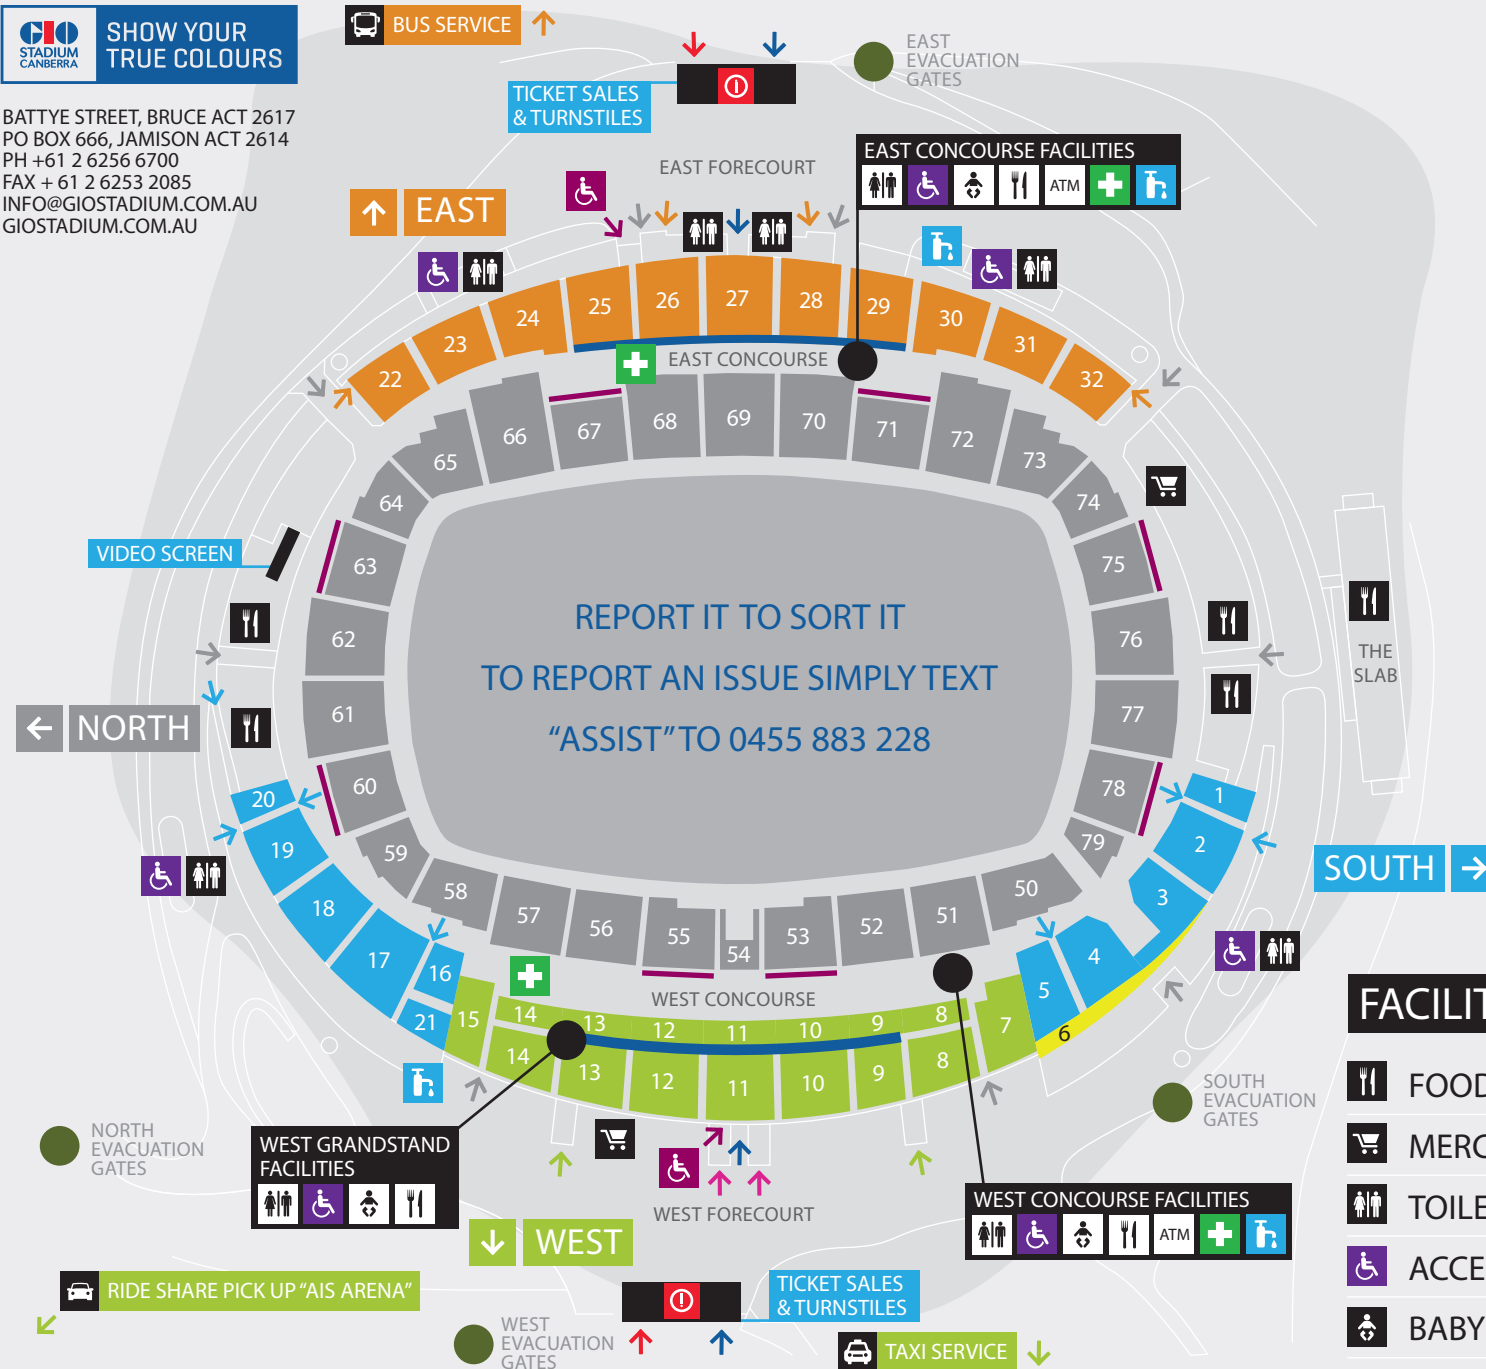 GIO
STADIUM
CANBERRA
SHOW YOUR
TRUE COLOURS
BATTYE STREET, BRUCE ACT 2617
PO BOX 666, JAMISON ACT 2614
PH +61 2 6256 6700
FAX + 61 2 6253 2085
INFO@GIOSTADIUM.COM.AU
GIOSTADIUM.COM.AU
BUS SERVICE
TICKET SALES
& TURNSTILES
EAST
EVACUATION
GATES
EAST FORECOURT
EAST CONCOURSE FACILITIES
ATM
EAST
22
23
24
25
26
27
28
29
30
31
32
EAST CONCOURSE
64
65
66
67
68
69
70
71
72
73
74
VIDEO SCREEN
63
62
61
60
59
75
76
77
78
79
REPORT IT TO SORT IT
TO REPORT AN ISSUE SIMPLY TEXT
“ASSIST” TO 0455 883 228
THE
SLAB
NORTH
SOUTH
20
19
18
17
16
21
1
2
3
4
5
6
58
57
56
55
54
53
52
51
50
WEST CONCOURSE
15
14
13
12
11
10
9
8
7
14
13
12
11
10
9
8
NORTH
EVACUATION
GATES
SOUTH
EVACUATION
GATES
WEST GRANDSTAND
FACILITIES
WEST FORECOURT
WEST CONCOURSE FACILITIES
ATM
WEST
RIDE SHARE PICK UP “AIS ARENA”
TICKET SALES
& TURNSTILES
WEST
EVACUATION
GATES
TAXI SERVICE
FACILIT
FOOD
MERC
TOILE
ACCE
BABY